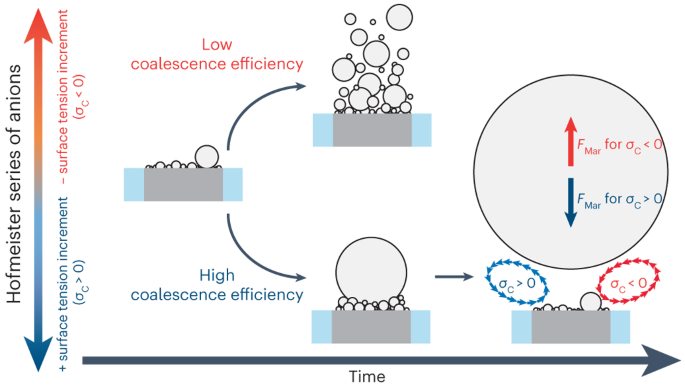 Hofmeister series of anions
− surface tension increment
(σC < 0)
+ surface tension increment
(σC > 0)
Low
coalescence efficiency
High
coalescence efficiency
FMar for σC < 0
FMar for σC > 0
σC > 0
σC < 0
Time